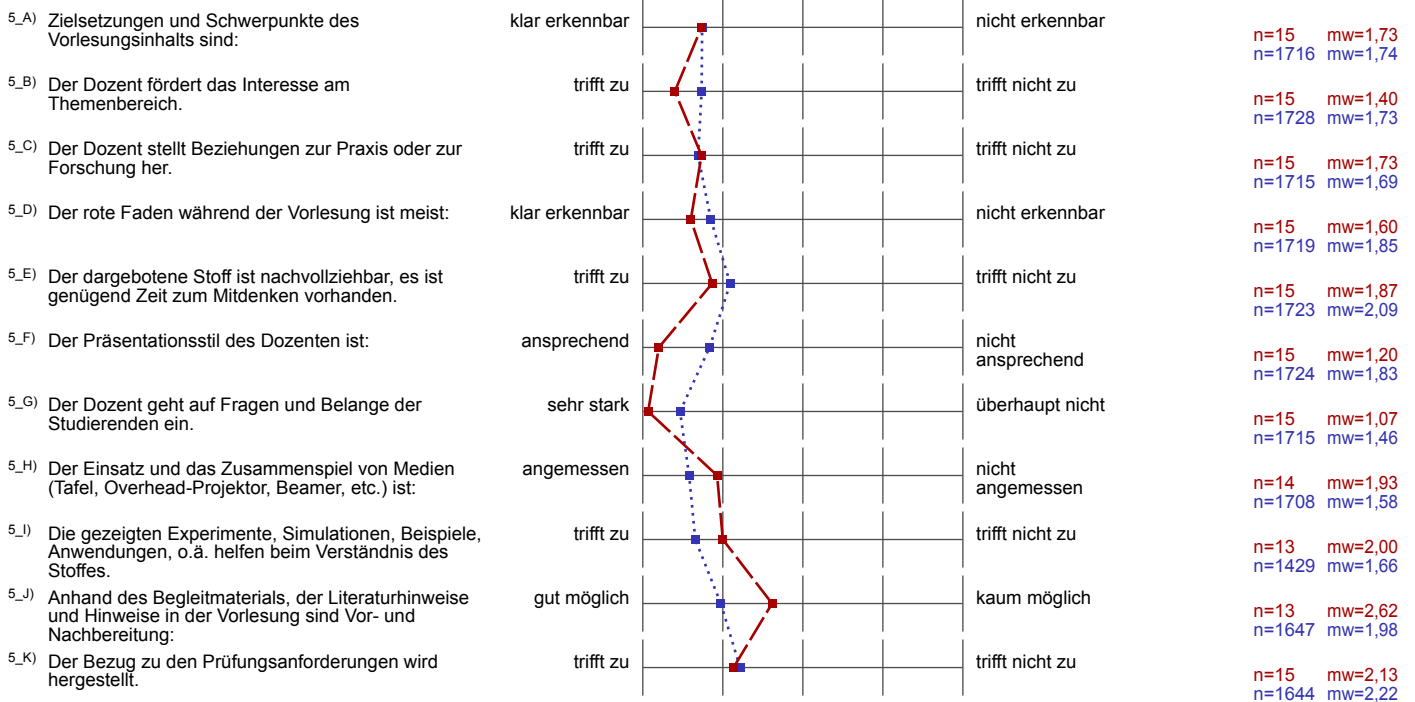 5_A) Zielsetzungen und Schwerpunkte des klar erkennbar nicht erkennbar
Vorlesungsinhalts sind:
n=15 mw=1,73
n=1716 mw=1,74
5_B) Der Dozent fördert das Interesse am trifft zu trifft nicht zu
Themenbereich.
n=15 mw=1,40
n=1728 mw=1,73
5_C) Der Dozent stellt Beziehungen zur Praxis oder zur trifft zu trifft nicht zu
Forschung her.
n=15 mw=1,73
n=1715 mw=1,69
5_D) Der rote Faden während der Vorlesung ist meist: klar erkennbar nicht erkennbar
n=15 mw=1,60
n=1719 mw=1,85
5_E) Der dargebotene Stoff ist nachvollziehbar, es ist trifft zu trifft nicht zu
genügend Zeit zum Mitdenken vorhanden.
n=15 mw=1,87
n=1723 mw=2,09
5_F) Der Präsentationsstil des Dozenten ist: ansprechend nicht
ansprechend
n=15 mw=1,20
n=1724 mw=1,83
5_G) Der Dozent geht auf Fragen und Belange der sehr stark überhaupt nicht
Studierenden ein.
n=15 mw=1,07
n=1715 mw=1,46
5_H) Der Einsatz und das Zusammenspiel von Medien angemessen nicht
(Tafel, Overhead-Projektor, Beamer, etc.) ist: angemessen
n=14 mw=1,93
n=1708 mw=1,58
5_I) Die gezeigten Experimente, Simulationen, Beispiele, trifft zu trifft nicht zu
Anwendungen, o.ä. helfen beim Verständnis des
Stoffes.
n=13 mw=2,00
n=1429 mw=1,66
5_J) Anhand des Begleitmaterials, der Literaturhinweise gut möglich kaum möglich
und Hinweise in der Vorlesung sind Vor- und
Nachbereitung:
n=13 mw=2,62
n=1647 mw=1,98
5_K) Der Bezug zu den Prüfungsanforderungen wird trifft zu trifft nicht zu
hergestellt.
n=15 mw=2,13
n=1644 mw=2,22